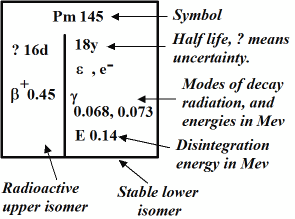 Pm 145
Symbol
? 16d
β+ 0.45
18y
ε , e-
γ
0.068, 0.073
E 0.14
Half life, ? means
uncertainty.
Modes of decay
radiation, and
energies in Mev
Disintegration
energy in Mev
Radioactive
upper isomer
Stable lower
isomer